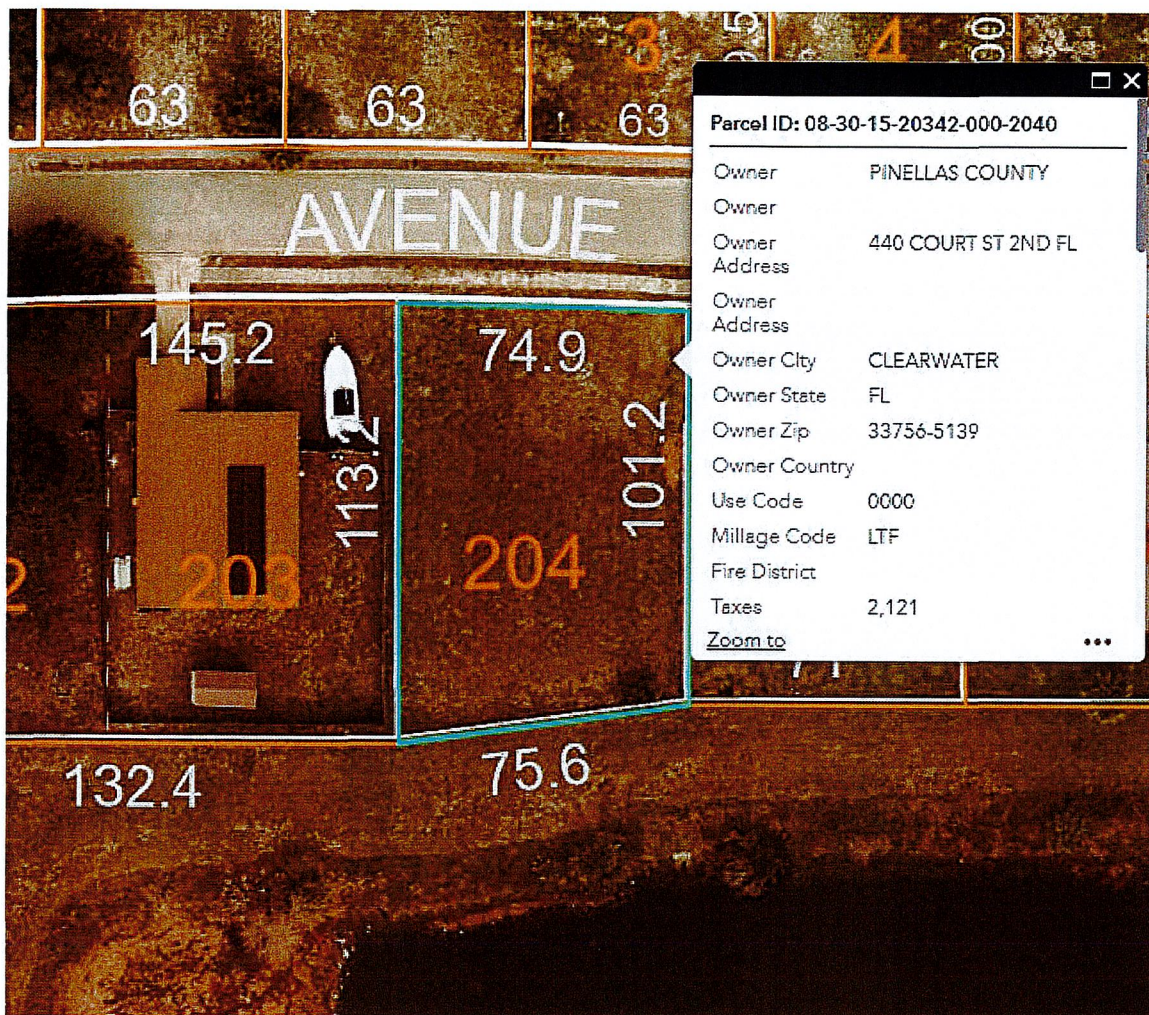 3
4
63
63
63
AVENUE
Parcel ID: 08-30-15-20342-000-2040
Owner PINELLAS COUNTY
Owner
Owner Address 440 COURT ST 2ND FL
Owner Address
Owner City CLEARWATER
Owner State FL
Owner Zip 33756-5139
Owner Country
Use Code 0000
Millage Code LTF
Fire District
Taxes 2,121
Zoom to
145.2
74.9
113.2
101.2
203
204
132.4
75.6